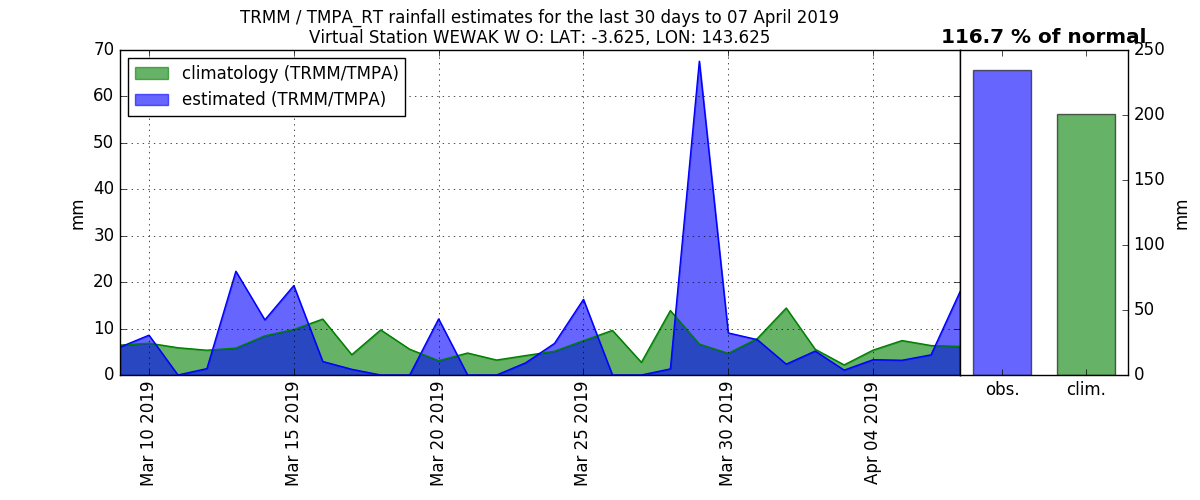 TRMM / TMPA_RT rainfall estimates for the last 30 days to 07 April 2019
Virtual Station WEWAK W O: LAT: -3.625, LON: 143.625
116.7 % of normal
climatology (TRMM/TMPA)
estimated (TRMM/TMPA)
70
60
50
40
30
20
10
0
mm
Mar 10 2019
Mar 15 2019
Mar 20 2019
Mar 25 2019
Mar 30 2019
Apr 04 2019
obs.
clim.
250
200
150
100
50
0
mm